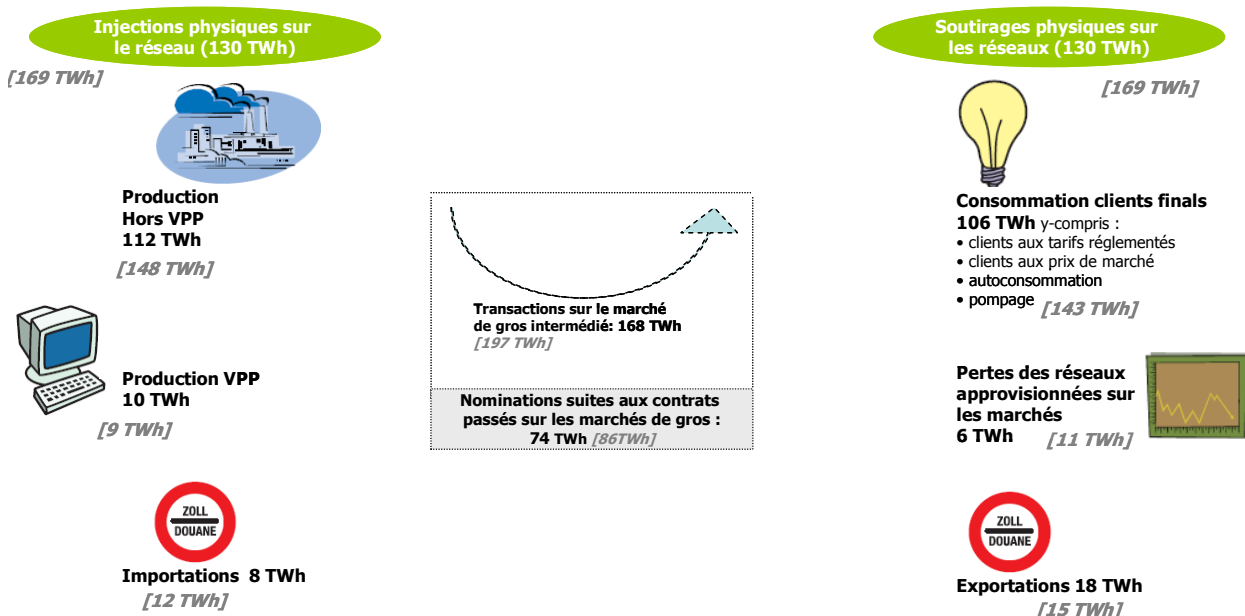 Injections physiques sur
le réseau (130 TWh)
[169 TWh]
Production
Hors VPP
112 TWh
[148 TWh]
Production VPP
10 TWh
[9 TWh]
ZOLL
DOUANE
Importations 8 TWh
[12 TWh]
Transactions sur le marché
de gros intermédié: 168 TWh
[197 TWh]
Nominations suites aux contrats
passés sur les marchés de gros :
74 TWh [86TWh]
Soutirages physiques sur
les réseaux (130 TWh)
[169 TWh]
Consommation clients finals
106 TWh y-compris :
• clients aux tarifs réglementés
• clients aux prix de marché
• autoconsommation
• pompage [143 TWh]
Pertes des réseaux
approvisionnées sur
les marchés
6 TWh [11 TWh]
ZOLL
DOUANE
Exportations 18 TWh
[15 TWh]